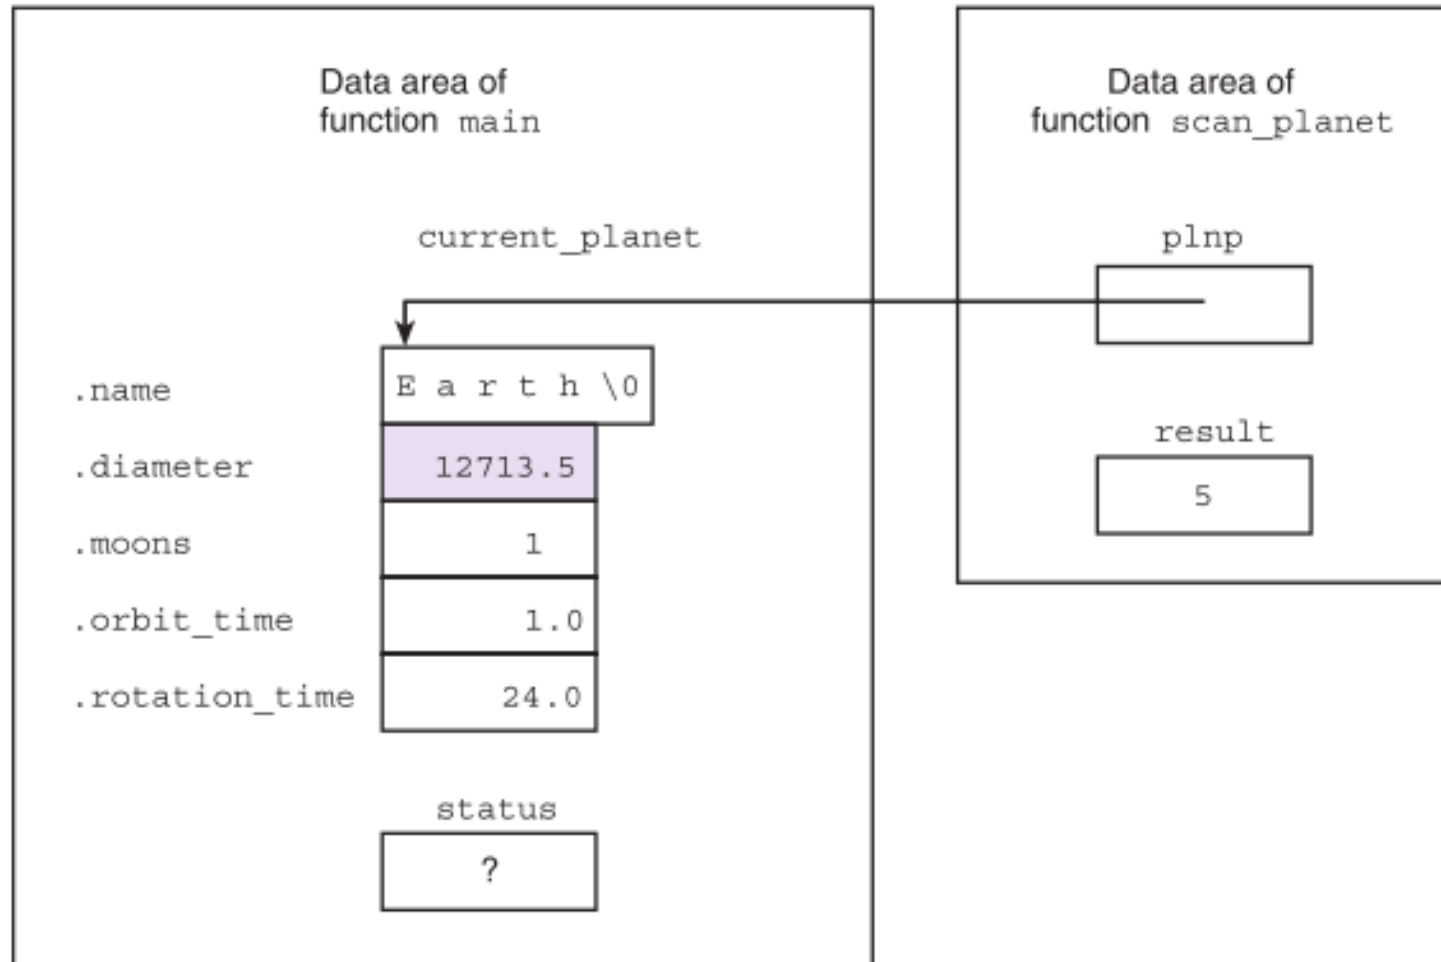 Data area of
function main
current_planet
.name E a r t h \0
.diameter 12713.5
.moons 1
.orbit_time 1.0
.rotation_time 24.0
status
?
Data area of
function scan_planet
plnp
result
5